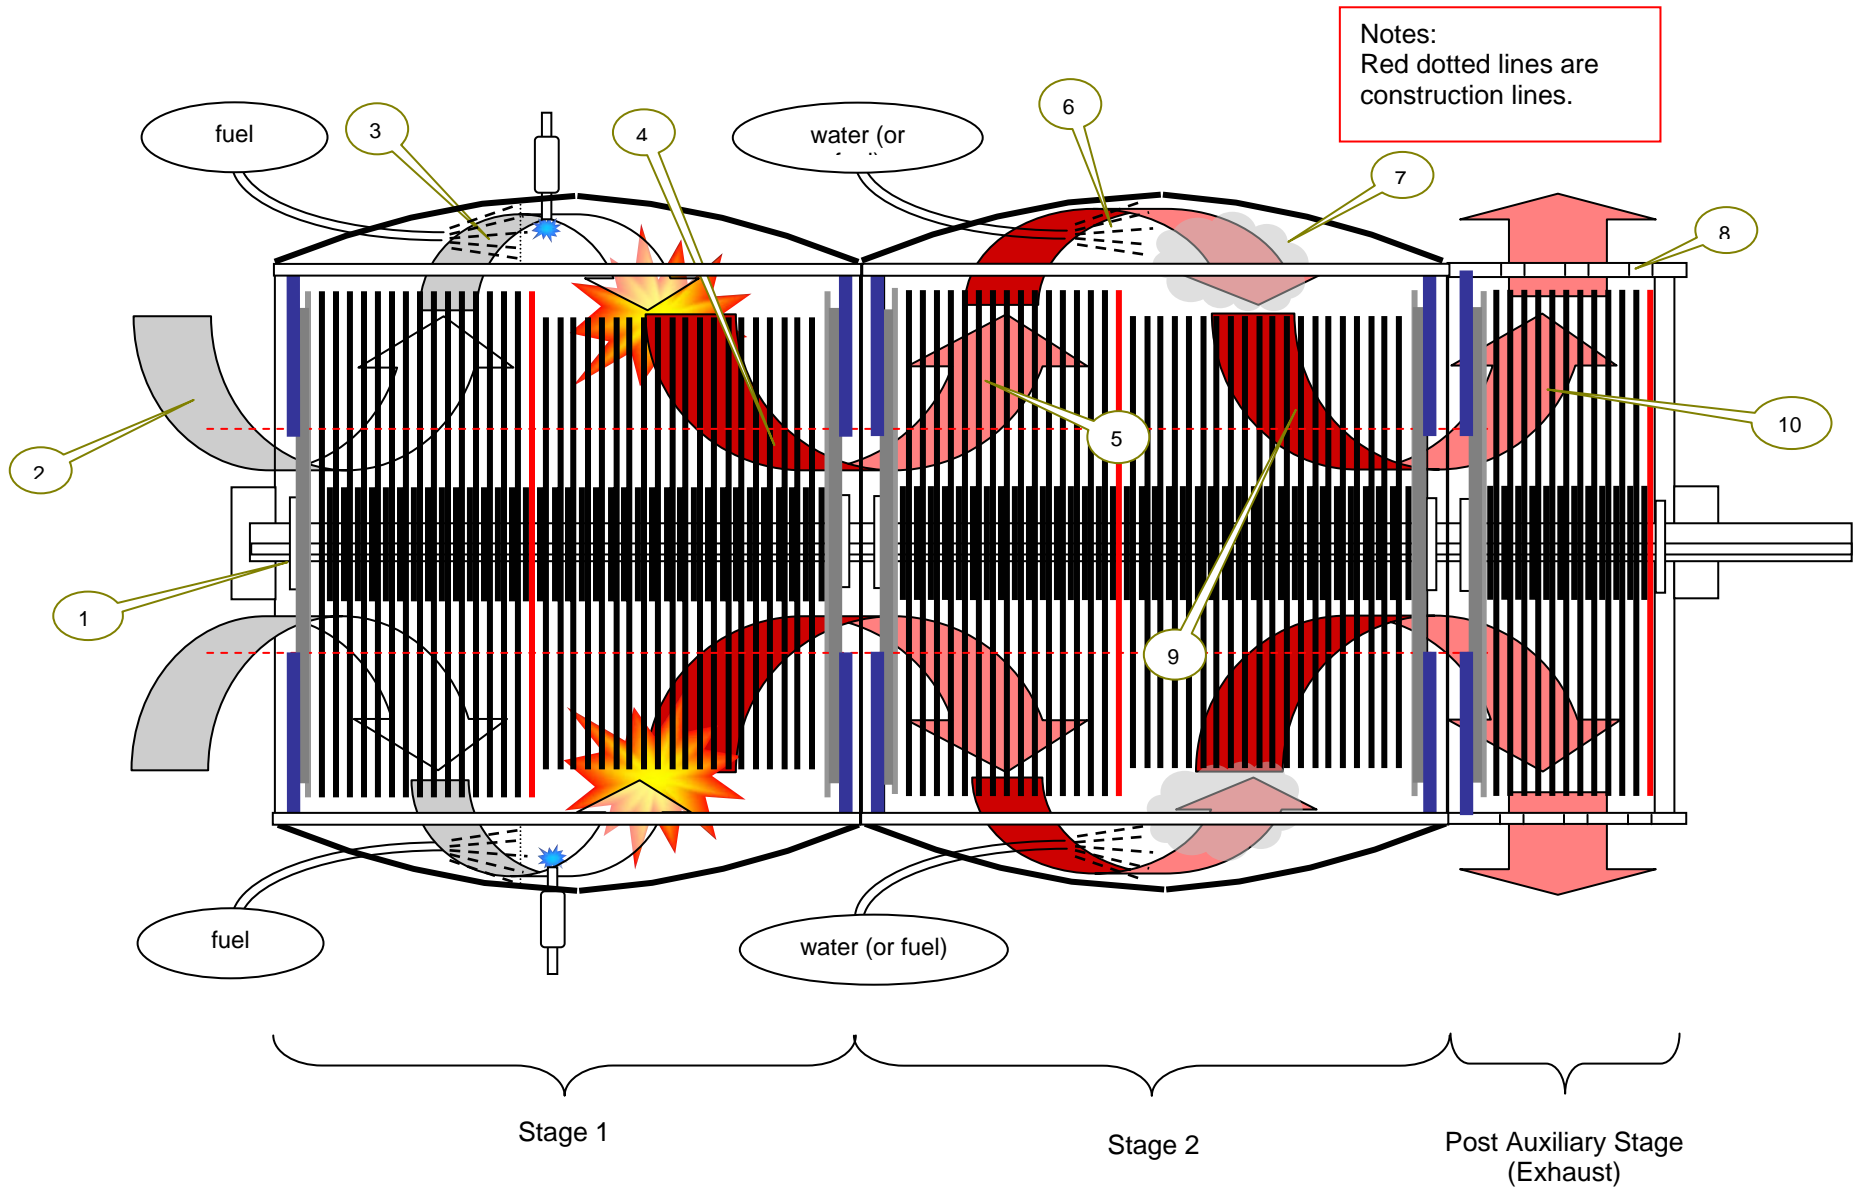 Notes:
Red dotted lines are
construction lines.
fuel
3
4
water (or
6
7
8
2
5
10
1
9
fuel
water (or fuel)
Stage 1
Stage 2
Post Auxiliary Stage
(Exhaust)